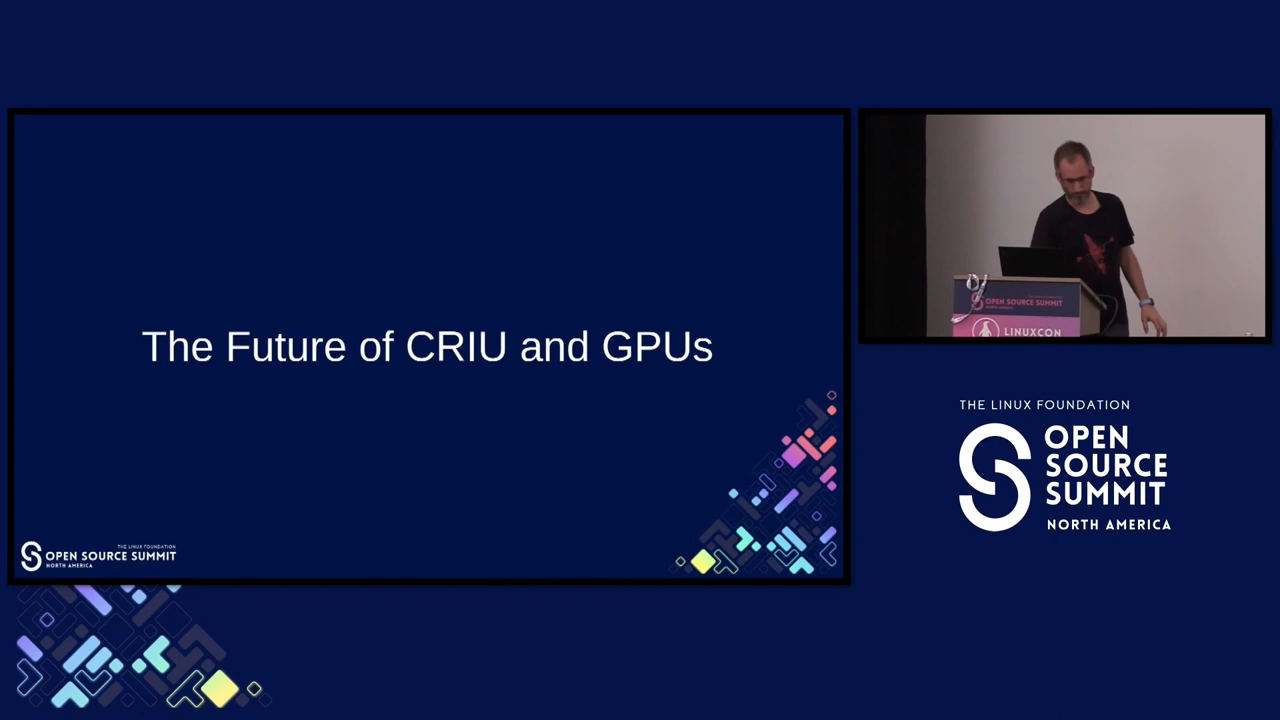 The Future of CRIU and GPUs
THE LINUX FOUNDATION
OPEN SOURCE SUMMIT
NORTH AMERICA
OPEN SOURCE SUMMIT
LINUXCON
THE LINUX FOUNDATION
OPEN
SOURCE
SUMMIT
NORTH AMERICA